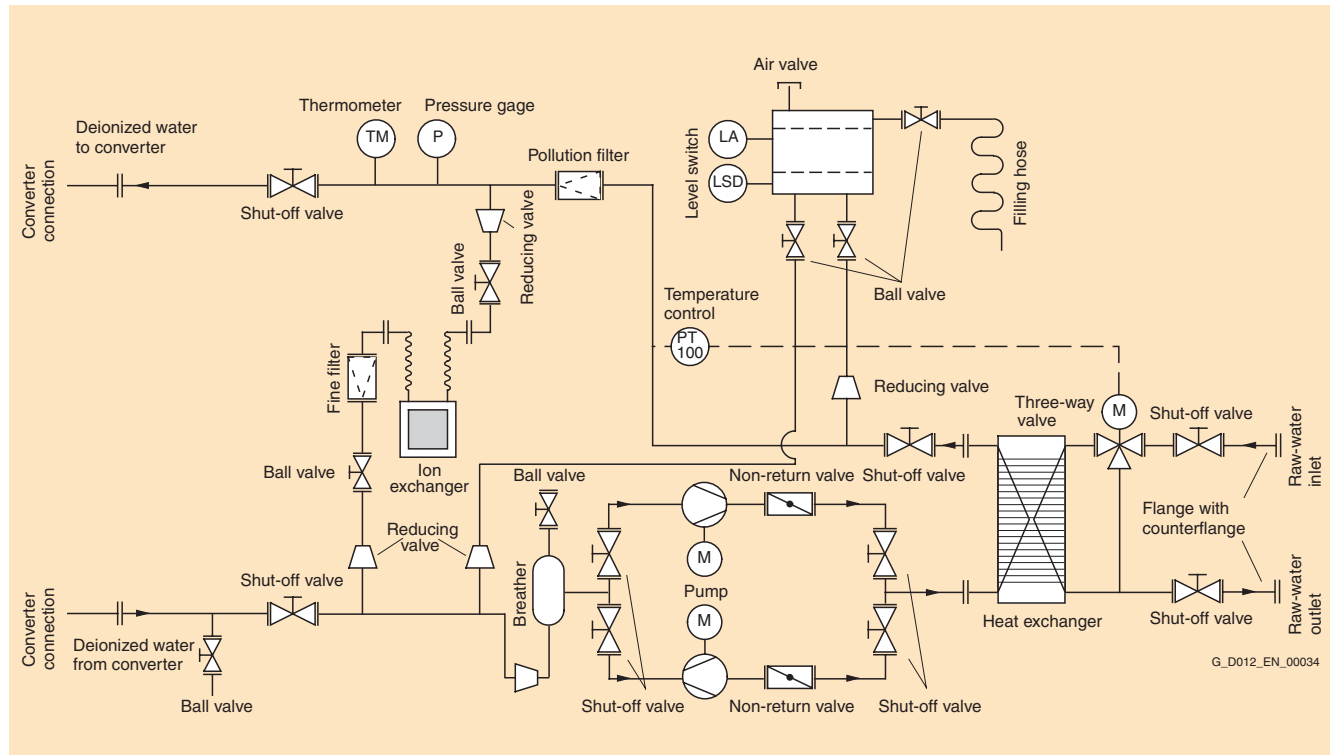 Air valve
Thermometer
Pressure gage
Deionized water
to converter
TM
P
Pollution filter
LA
LSD
Level switch
Filling hose
Converter
connection
Shut-off valve
Reducing valve
Ball valve
Ball valve
Temperature
control
PT
100
Fine filter
Reducing valve
Three-way
valve
M
Shut-off valve
Raw-water
inlet
Ball valve
Ion
exchanger
Ball valve
Non-return valve
Shut-off valve
Flange with
counterflange
Reducing
valve
M
Breather
Shut-off valve
Pump
M
Heat exchanger
Shut-off valve
Raw-water
outlet
Converter
connection
Deionized water
from converter
Ball valve
Shut-off valve
Non-return valve
Shut-off valve
G_D012_EN_00034